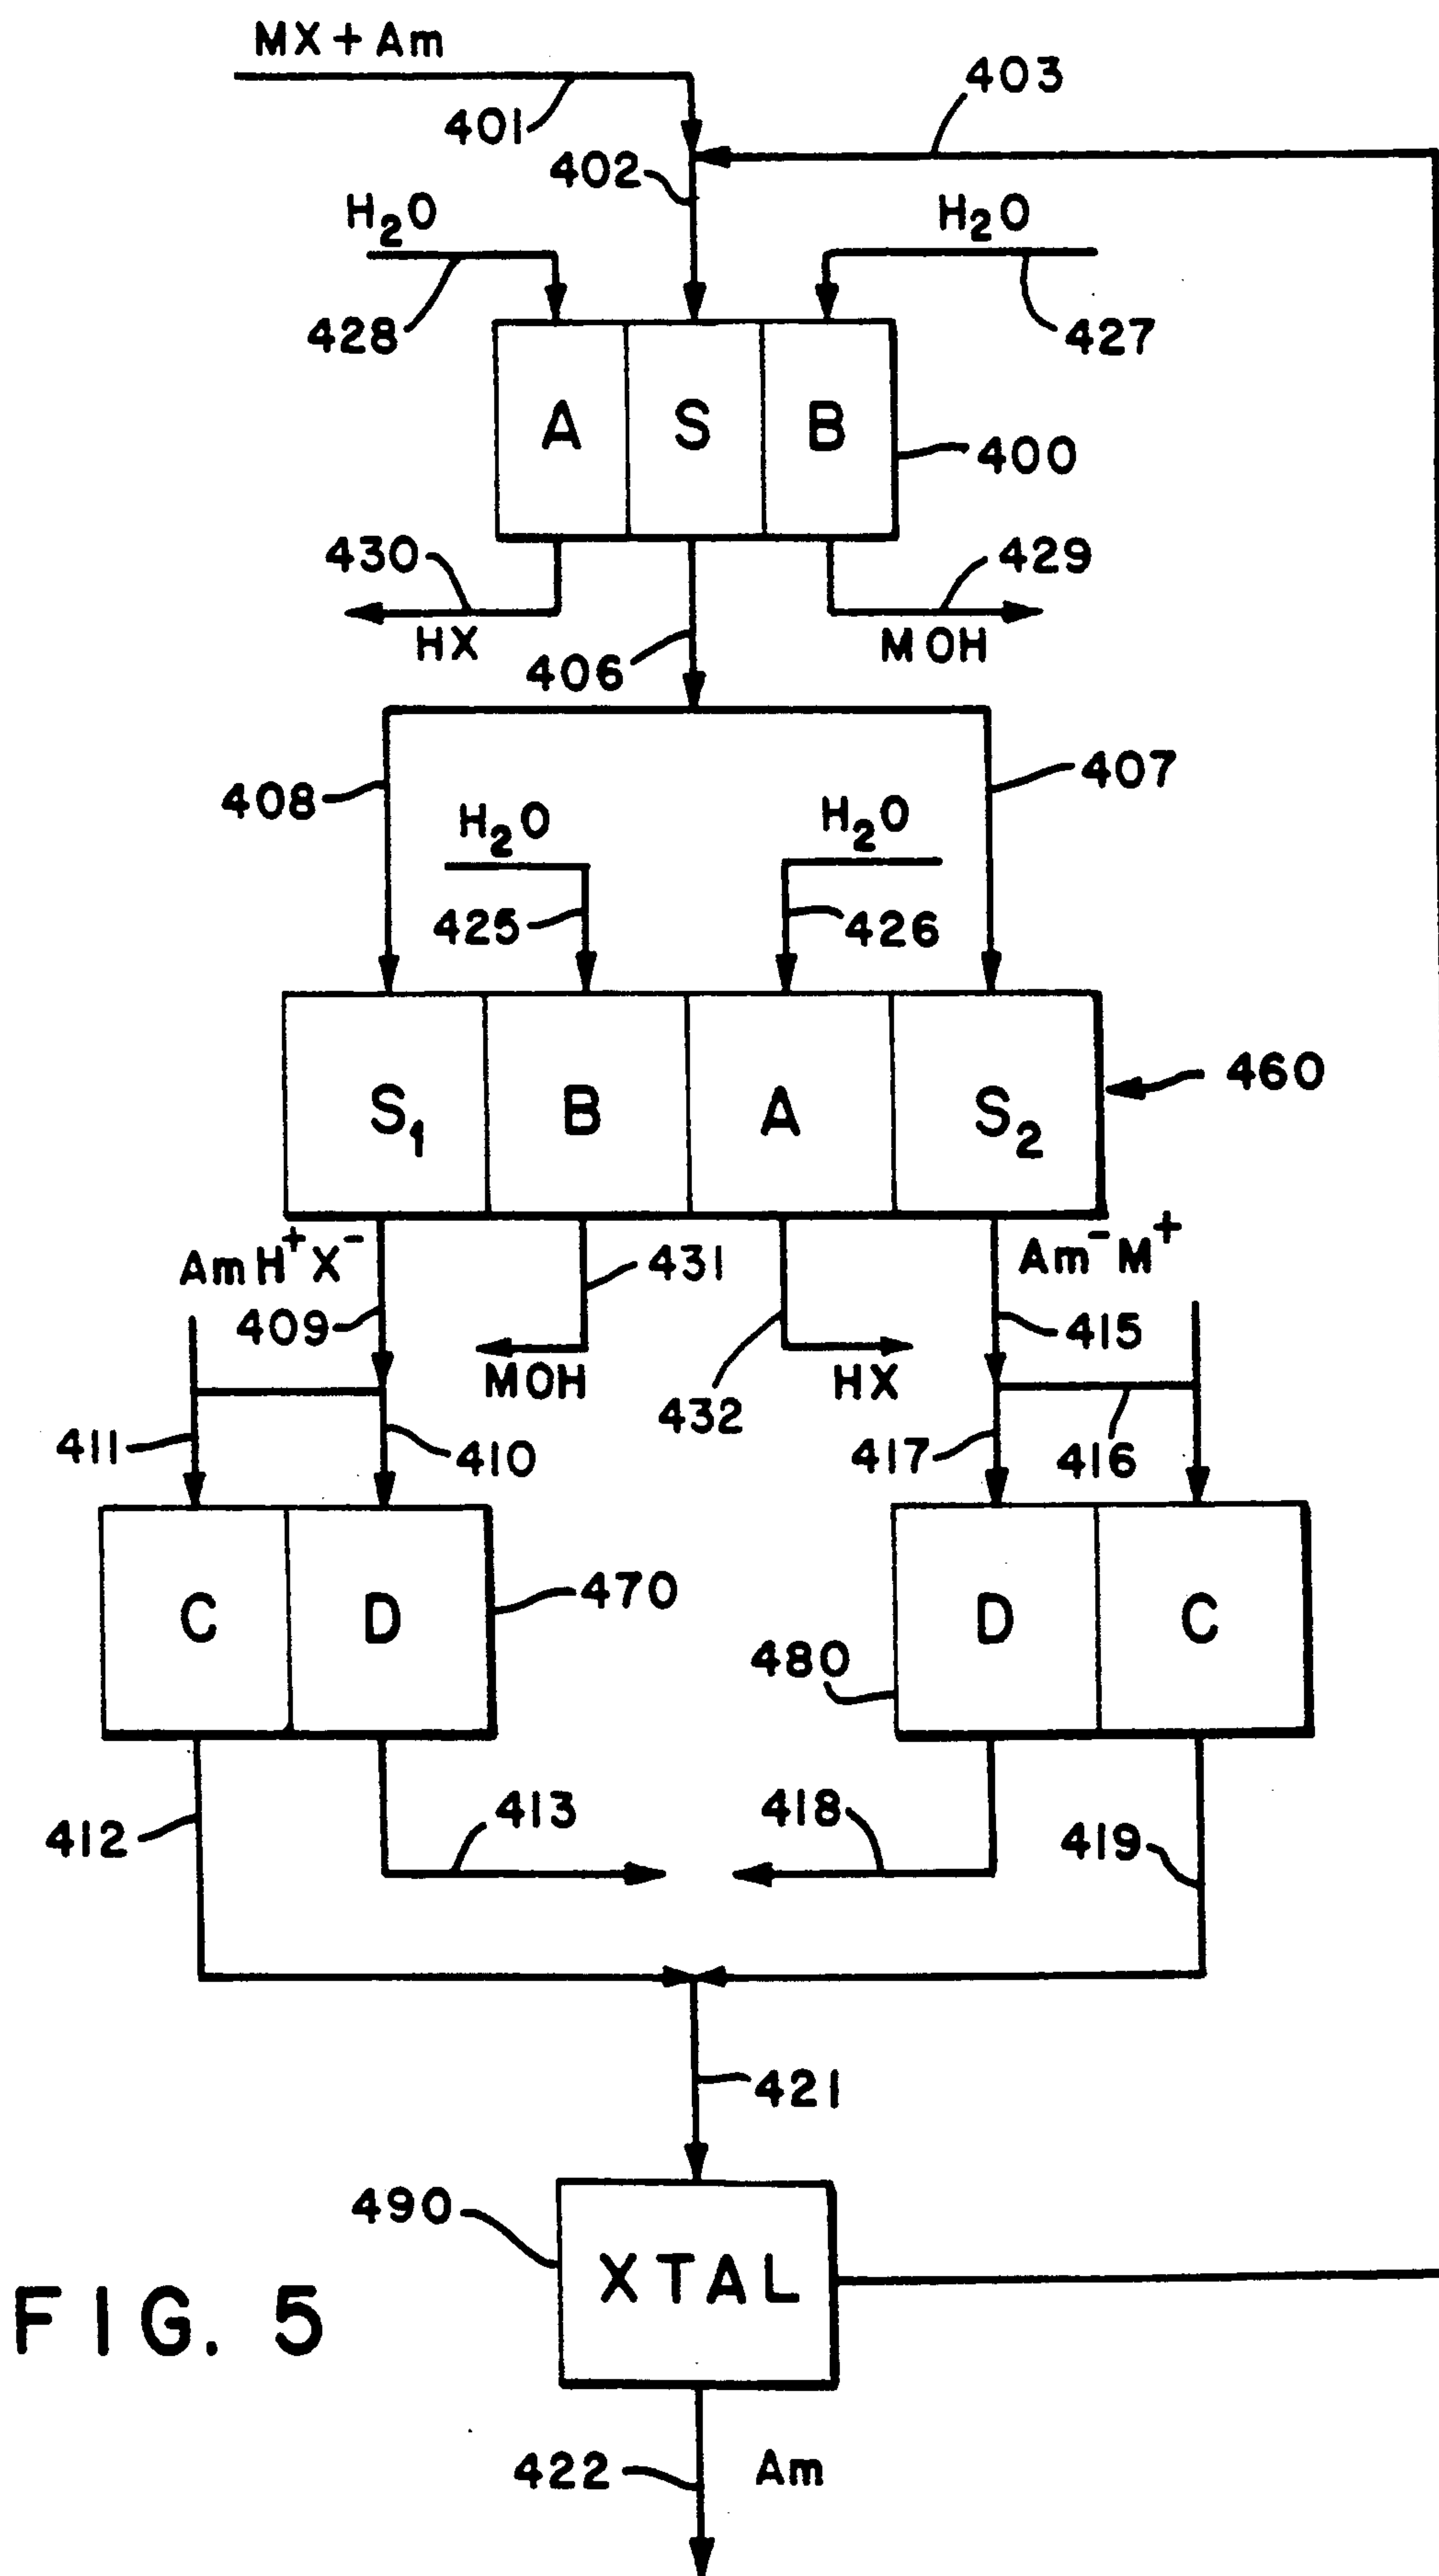 MX + Am
401
403
402
H2O
H2O
428
427
A
S
B
400
430
429
HX
MOH
406
408
407
H2O
H2O
425
426
S1
B
A
S2
460
AmH+X-
Am-M+
409
431
415
MOH
HX
432
411
410
417
416
C
D
470
D
C
480
412
413
418
419
421
490
XTAL
FIG. 5
422
Am